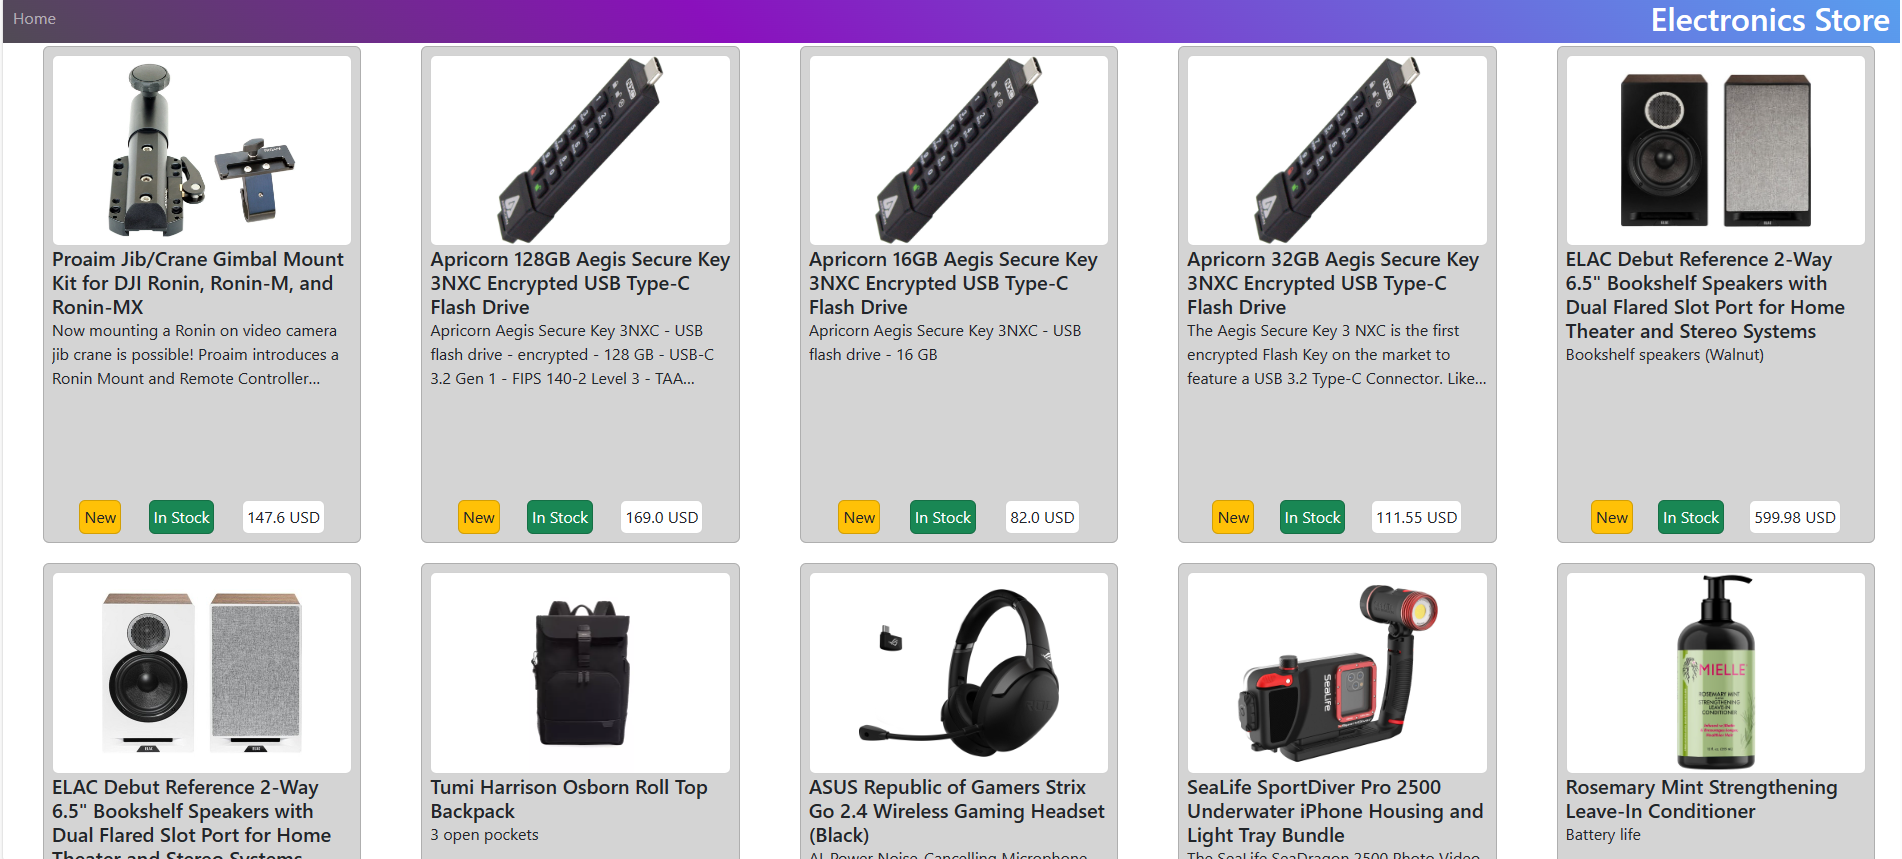 Home
Electronics Store
Proaim Jib/Crane Gimbal Mount
Kit for DJI Ronin, Ronin-M, and
Ronin-MX
Now mounting a Ronin on video camera
jib crane is possible! Proaim introduces a
Ronin Mount and Remote Controller...
New
In Stock
147.6 USD
Apricorn 128GB Aegis Secure Key
3NXC Encrypted USB Type-C
Flash Drive
Apricorn Aegis Secure Key 3NXC - USB
flash drive - encrypted - 128 GB - USB-C
3.2 Gen 1 - FIPS 140-2 Level 3 - TAA...
New
In Stock
169.0 USD
Apricorn 16GB Aegis Secure Key
3NXC Encrypted USB Type-C
Flash Drive
Apricorn Aegis Secure Key 3NXC - USB
flash drive - 16 GB
New
In Stock
82.0 USD
Apricorn 32GB Aegis Secure Key
3NXC Encrypted USB Type-C
Flash Drive
The Aegis Secure Key 3 NXC is the first
encrypted Flash Key on the market to
feature a USB 3.2 Type-C Connector. Like...
New
In Stock
111.55 USD
ELAC Debut Reference 2-Way
6.5" Bookshelf Speakers with
Dual Flared Slot Port for Home
Theater and Stereo Systems
Bookshelf speakers (Walnut)
New
In Stock
599.98 USD
ELAC Debut Reference 2-Way
6.5" Bookshelf Speakers with
Dual Flared Slot Port for Home
Theater and Stereo Systems
Tumi Harrison Osborn Roll Top
Backpack
3 open pockets
ASUS Republic of Gamers Strix
Go 2.4 Wireless Gaming Headset
(Black)
AI-Power Noise-Cancelling Microphone
SeaLife
SeaLife SportDiver Pro 2500
Underwater iPhone Housing and
Light Tray Bundle
The SeaLife SeaDragon 2500 Photo Video
MIELLE
ROSEMARY MINT
STRENGTHENING
LEAVE-IN
CONDITIONER
Rosemary Mint Strengthening
Leave-In Conditioner
Battery life